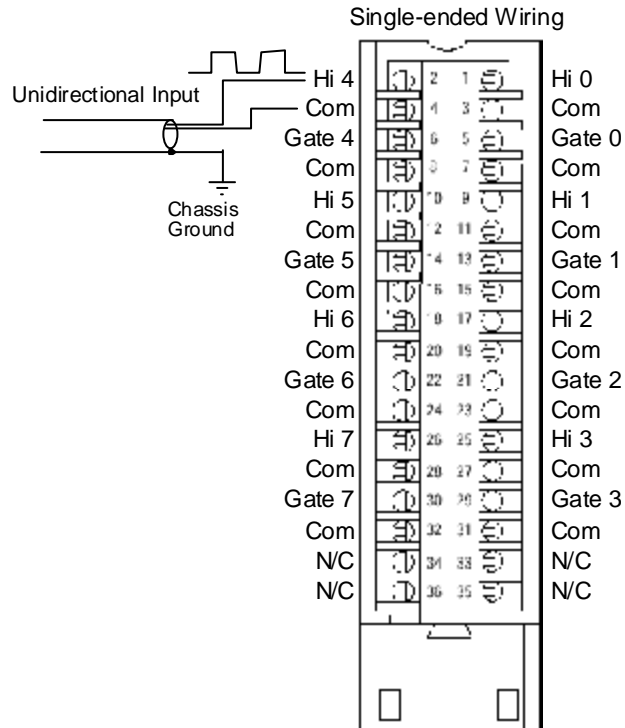 Single-ended Wiring
Hi 4 2 1 Hi 0
Unidirectional Input
Com 4 3 Com
Gate 4 6 5 Gate 0
Com 8 7 Com
Hi 5 10 9 Hi 1
Chassis
Ground
Com 12 11 Com
Gate 5 14 13 Gate 1
Com 16 15 Com
Hi 6 18 17 Hi 2
Com 20 19 Com
Gate 6 22 21 Gate 2
Com 24 23 Com
Hi 7 26 25 Hi 3
Com 28 27 Com
Gate 7 30 29 Gate 3
Com 32 31 Com
N/C 34 33 N/C
N/C 36 35 N/C